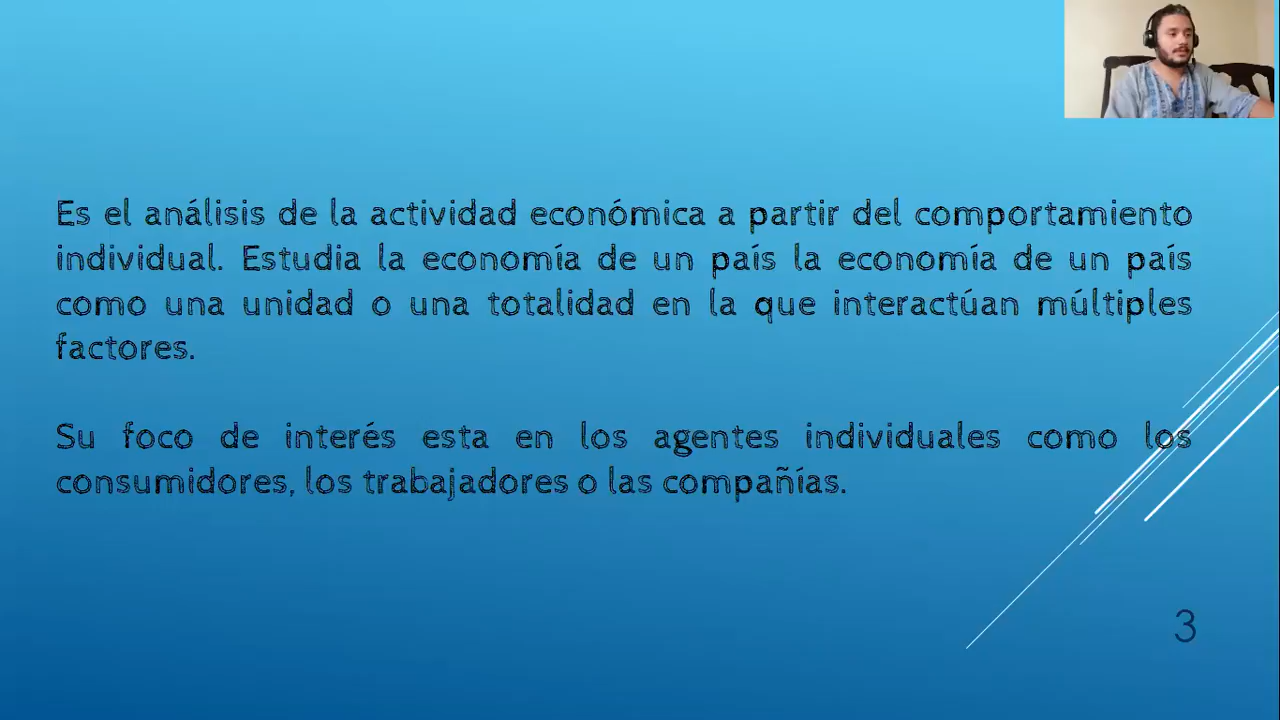 Es el análisis de la actividad económica a partir del comportamiento
individual. Estudia la economía de un país la economía de un país
como una unidad o una totalidad en la que interactúan múltiples
factores.
Su foco de interés esta en los agentes individuales como los
consumidores, los trabajadores o las compañías.
3